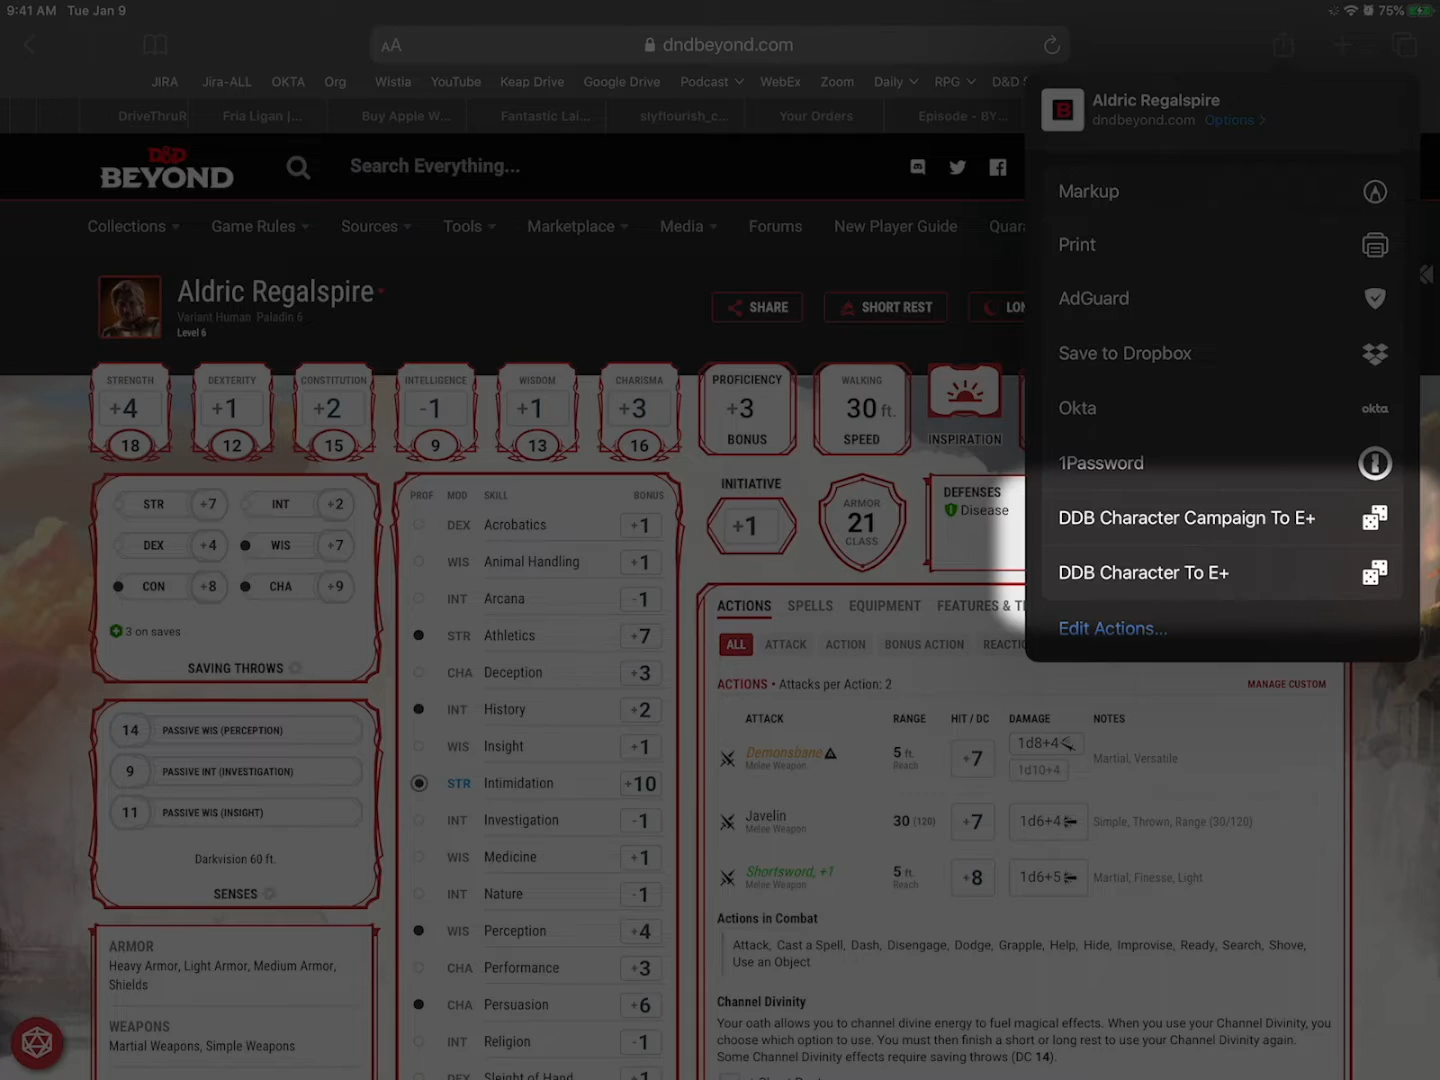 9:41 AM Tue Jan 9
75%
AA
dndbeyond.com
JIRA Jira-ALL OKTA Org Wistia YouTube Keap Drive Google Drive Podcast WebEx Zoom Daily RPG D&D
DriveThruR Fria Ligan |... Buy Apple W... Fantastic Lai... slyflourish_c... Your Orders Episode - BY...
D&D
BEYOND
Search Everything...
Collections Game Rules Sources Tools Marketplace Media Forums New Player Guide Quar
Aldric Regalspire
Variant Human Paladin 6
Level 6
SHARE
SHORT REST
LON
STRENGTH
+4
18
DEXTERITY
+1
12
CONSTITUTION
+2
15
INTELLIGENCE
-1
9
WISDOM
+1
13
CHARISMA
+3
16
PROFICIENCY
+3
BONUS
WALKING
30 ft.
SPEED
INSPIRATION
STR +7
INT +2
DEX +4
WIS +7
CON +8
CHA +9
3 on saves
SAVING THROWS
14 PASSIVE WIS (PERCEPTION)
9 PASSIVE INT (INVESTIGATION)
11 PASSIVE WIS (INSIGHT)
Darkvision 60 ft.
SENSES
ARMOR
Heavy Armor, Light Armor, Medium Armor,
Shields
WEAPONS
Martial Weapons, Simple Weapons
PROF MOD SKILL BONUS
DEX Acrobatics +1
WIS Animal Handling +1
INT Arcana -1
STR Athletics +7
CHA Deception +3
INT History +2
WIS Insight +1
STR Intimidation +10
INT Investigation -1
WIS Medicine +1
INT Nature -1
WIS Perception +4
CHA Performance +3
CHA Persuasion +6
INT Religion -1
DEX Sleight of Hand +1
INITIATIVE
+1
ARMOR
21
CLASS
DEFENSES
Disease
ACTIONS SPELLS EQUIPMENT FEATURES & T
ALL ATTACK ACTION BONUS ACTION REACTIO
ACTIONS • Attacks per Action: 2
MANAGE CUSTOM
ATTACK RANGE HIT / DC DAMAGE NOTES
Demonsbane
Melee Weapon
5 ft.
Reach
+7
1d8+4
1d10+4
Martial, Versatile
Javelin
Melee Weapon
30 (120)
+7
1d6+4
Simple, Thrown, Range (30/120)
Shortsword, +1
Melee Weapon
5 ft.
Reach
+8
1d6+5
Martial, Finesse, Light
Actions in Combat
Attack, Cast a Spell, Dash, Disengage, Dodge, Grapple, Help, Hide, Improvise, Ready, Search, Shove,
Use an Object
Channel Divinity
Your oath allows you to channel divine energy to fuel magical effects. When you use your Channel Divinity, you
choose which option to use. You must then finish a short or long rest to use your Channel Divinity again.
Some Channel Divinity effects require saving throws (DC 14).
B
Aldric Regalspire
dndbeyond.com Options >
Markup
Print
AdGuard
Save to Dropbox
Okta
okta
1Password
DDB Character Campaign To E+
DDB Character To E+
Edit Actions...